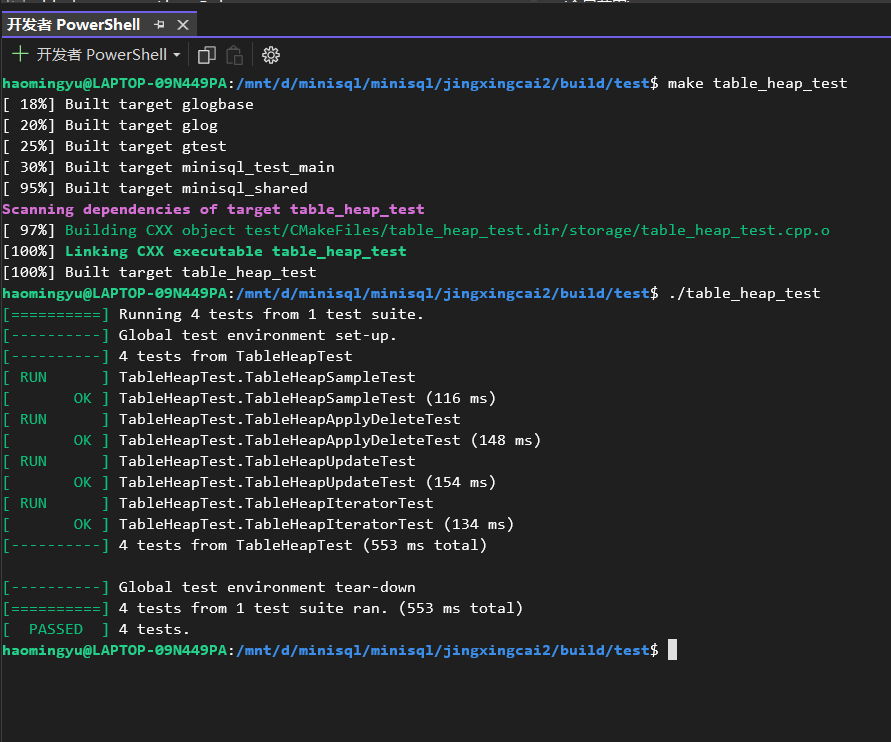 开发者 PowerShell
开发者 PowerShell
haomingyu@LAPTOP-09N449PA:/mnt/d/minisql/minisql/jingxingcai2/build/test$ make table_heap_test
[ 18%] Built target glogbase
[ 20%] Built target glog
[ 25%] Built target gtest
[ 30%] Built target minisql_test_main
[ 95%] Built target minisql_shared
Scanning dependencies of target table_heap_test
[ 97%] Building CXX object test/CMakeFiles/table_heap_test.dir/storage/table_heap_test.cpp.o
[100%] Linking CXX executable table_heap_test
[100%] Built target table_heap_test
haomingyu@LAPTOP-09N449PA:/mnt/d/minisql/minisql/jingxingcai2/build/test$ ./table_heap_test
[==========] Running 4 tests from 1 test suite.
[----------] Global test environment set-up.
[----------] 4 tests from TableHeapTest
[ RUN      ] TableHeapTest.TableHeapSampleTest
[       OK ] TableHeapTest.TableHeapSampleTest (116 ms)
[ RUN      ] TableHeapTest.TableHeapApplyDeleteTest
[       OK ] TableHeapTest.TableHeapApplyDeleteTest (148 ms)
[ RUN      ] TableHeapTest.TableHeapUpdateTest
[       OK ] TableHeapTest.TableHeapUpdateTest (154 ms)
[ RUN      ] TableHeapTest.TableHeapIteratorTest
[       OK ] TableHeapTest.TableHeapIteratorTest (134 ms)
[----------] 4 tests from TableHeapTest (553 ms total)
[----------] Global test environment tear-down
[==========] 4 tests from 1 test suite ran. (553 ms total)
[  PASSED  ] 4 tests.
haomingyu@LAPTOP-09N449PA:/mnt/d/minisql/minisql/jingxingcai2/build/test$